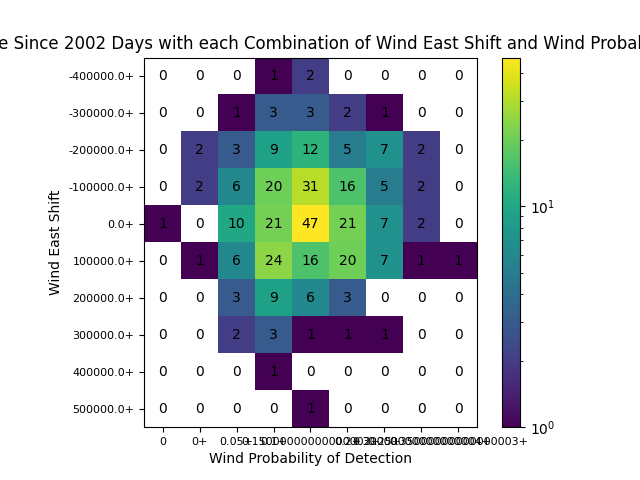 e Since 2002 Days with each Combination of Wind East Shift and Wind Probal
-400000.0+ 0 0 0 1 2 0 0 0 0
-300000.0+ 0 0 1 3 3 2 1 0 0
-200000.0+ 0 2 3 9 12 5 7 2 0
-100000.0+ 0 2 6 20 31 16 5 2 0
0.0+ 1 0 10 21 47 21 7 2 0
100000.0+ 0 1 6 24 16 20 7 1 1
200000.0+ 0 0 3 9 6 3 0 0 0
300000.0+ 0 0 2 3 1 1 1 0 0
400000.0+ 0 0 0 1 0 0 0 0 0
500000.0+ 0 0 0 0 1 0 0 0 0
0 0+
Wind East Shift
Wind Probability of Detection
10¹
10⁰